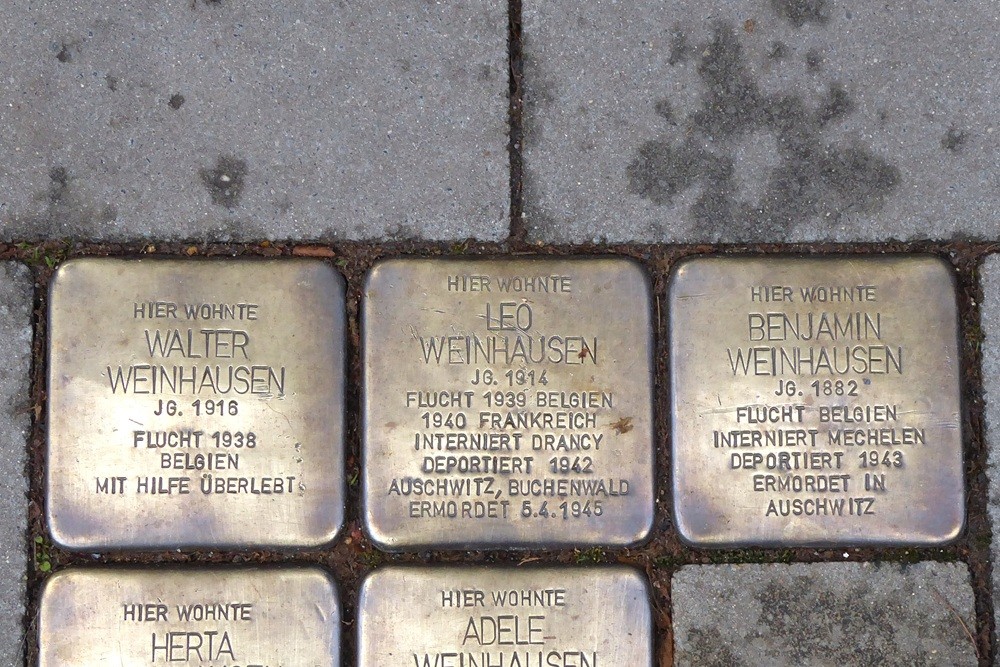 HIER WOHNTE
WALTER
WEINHAUSEN
JG. 1916
FLUCHT 1938
BELGIEN
MIT HILFE ÜBERLEBT
HIER WOHNTE
LEO
WEINHAUSEN
JG. 1914
FLUCHT 1939 BELGIEN
1940 FRANKREICH
INTERNIERT DRANCY
DEPORTIERT 1942
AUSCHWITZ, BUCHENWALD
ERMORDET 5.4.1945
HIER WOHNTE
BENJAMIN
WEINHAUSEN
JG. 1882
FLUCHT BELGIEN
INTERNIERT MECHELEN
DEPORTIERT 1943
ERMORDET IN
AUSCHWITZ
HIER WOHNTE
HERTA
HIER WOHNTE
ADELE
WEINHAUSEN